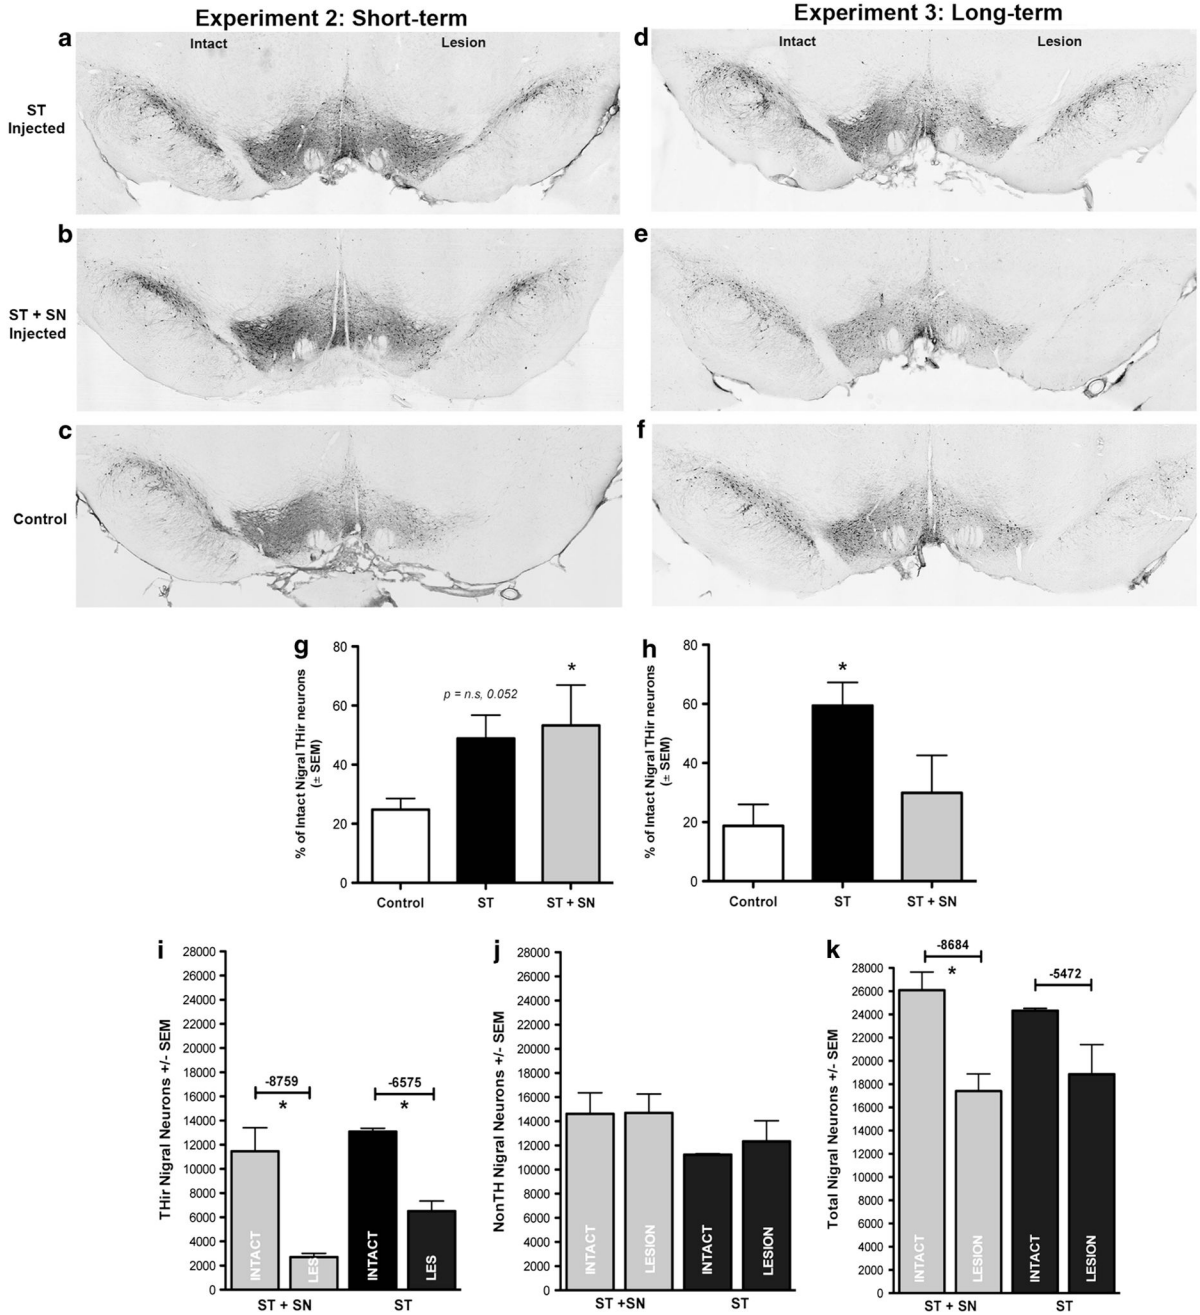 Experiment 2: Short-term
Experiment 3: Long-term
a
Intact
Lesion
d
Intact
Lesion
ST
Injected
b
e
ST + SN
Injected
c
f
Control
g
% of Intact Nigral THir neurons
(± SEM)
80
60
40
20
0
p = n.s, 0.052
*
Control
ST
ST + SN
h
% of Intact Nigral THir neurons
(± SEM)
80
60
40
20
0
*
Control
ST
ST + SN
i
THir Nigral Neurons +/- SEM
28000
26000
24000
22000
20000
18000
16000
14000
12000
10000
8000
6000
4000
2000
0
-8759
*
-6575
*
INTACT
LES
INTACT
LES
ST + SN
ST
j
NonTH Nigral Neurons +/- SEM
28000
26000
24000
22000
20000
18000
16000
14000
12000
10000
8000
6000
4000
2000
0
INTACT
LESION
INTACT
LESION
ST +SN
ST
k
Total Nigral Neurons +/- SEM
28000
26000
24000
22000
20000
18000
16000
14000
12000
10000
8000
6000
4000
2000
0
-8684
*
-5472
INTACT
LESION
INTACT
LESION
ST + SN
ST